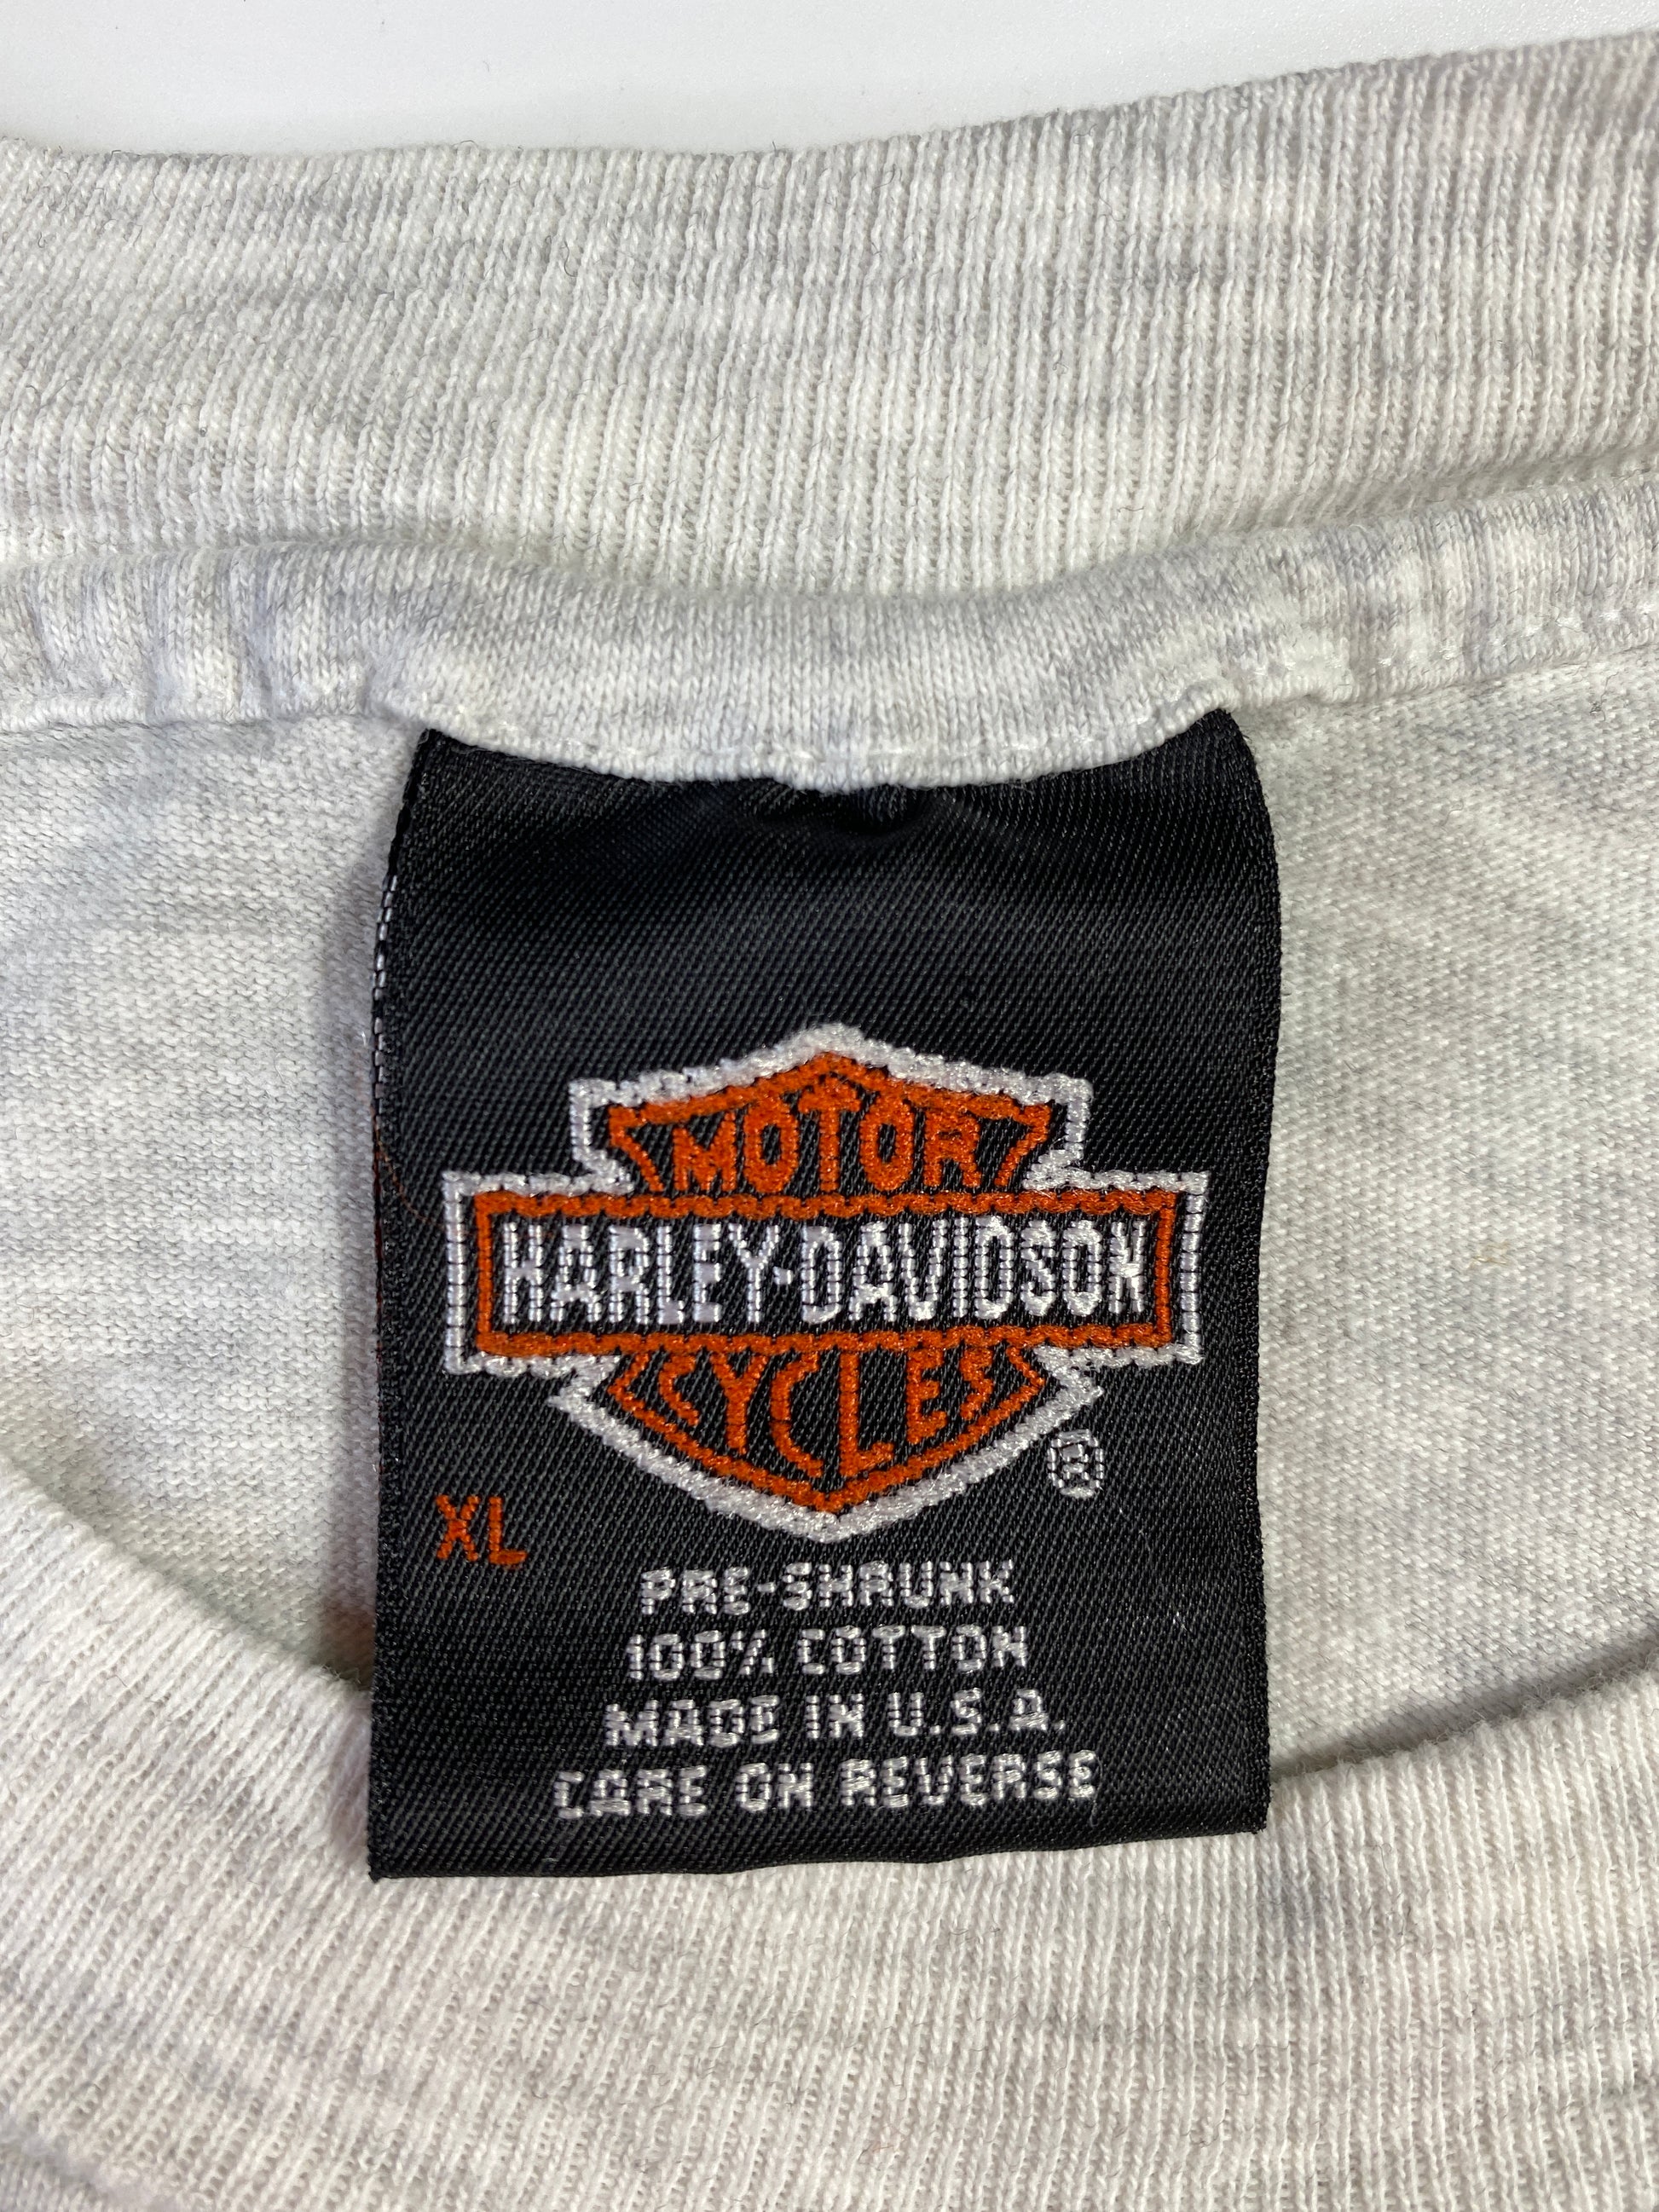 MOTOR
HARLEY-DAVIDSON
CYCLES
®
XL
PRE-SHRUNK
100% COTTON
MADE IN U.S.A.
CARE ON REVERSE